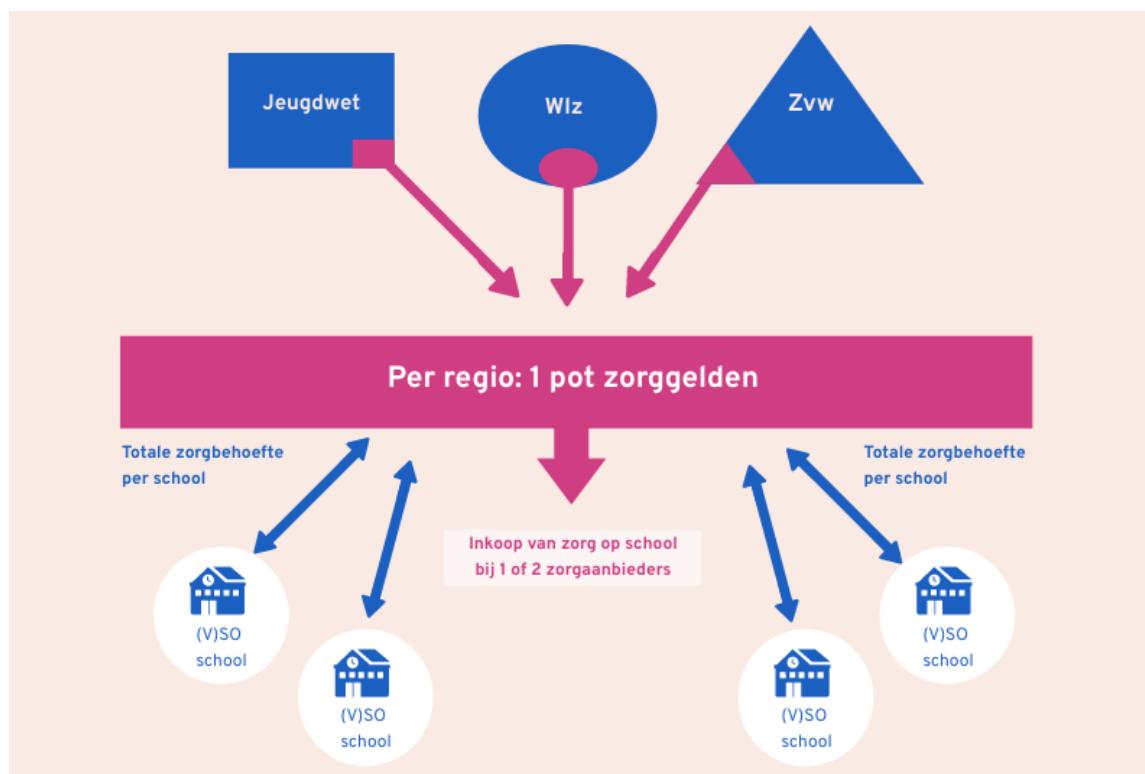 Jeugdwet
Wlz
Zvw
Per regio: 1 pot zorggelden
Totale zorgbehoefte
per school
Totale zorgbehoefte
per school
Inkoop van zorg op school
bij 1 of 2 zorgaanbieders
(V)SO
school
(V)SO
school
(V)SO
school
(V)SO
school